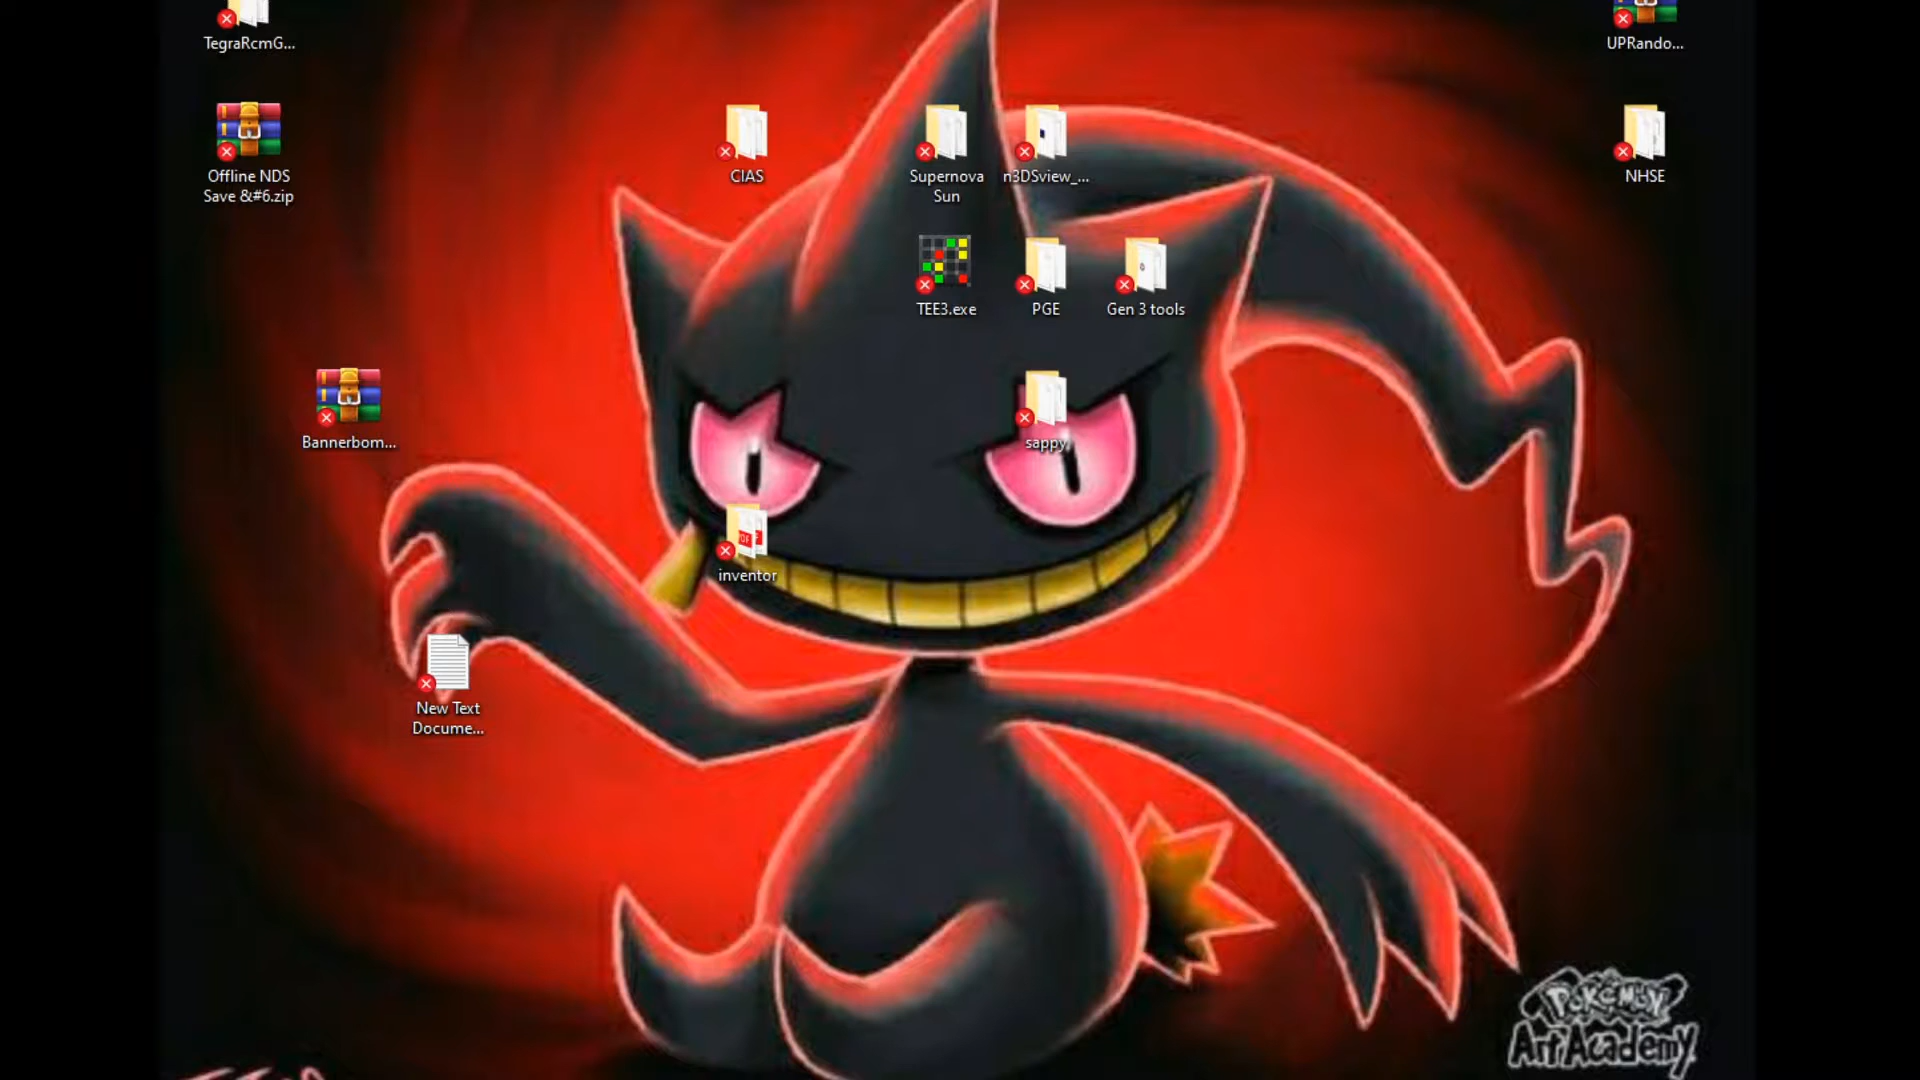 TegraRcmG...
UPRando...
Offline NDS
Save &#6.zip
CIAS
Supernova
Sun
n3DSview_...
NHSE
TEE3.exe
PGE
Gen 3 tools
Bannerbom...
sappy
inventor
New Text
Docume...
POKéMON
Art Academy